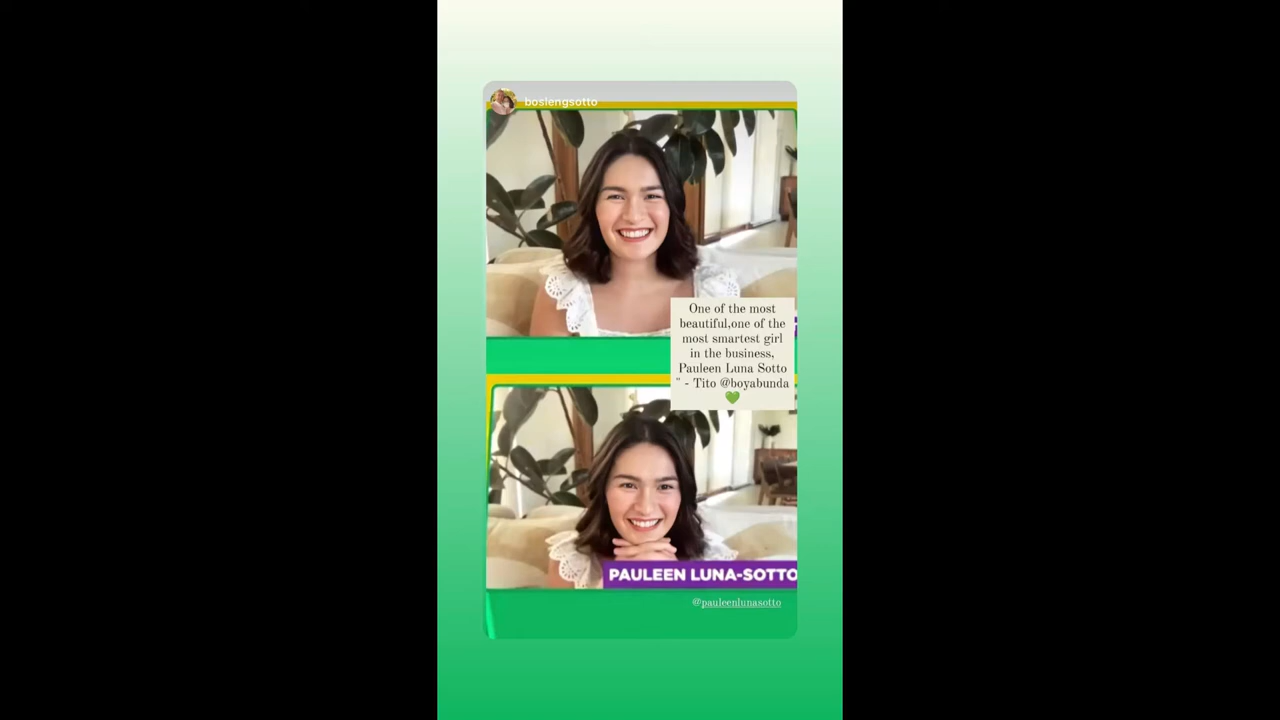 boslengsotto
One of the most
beautiful,one of the
most smartest girl
in the business,
Pauleen Luna Sotto
" - Tito @boyabunda
💚
PAULEEN LUNA-SOTTO
@pauleenlunasotto